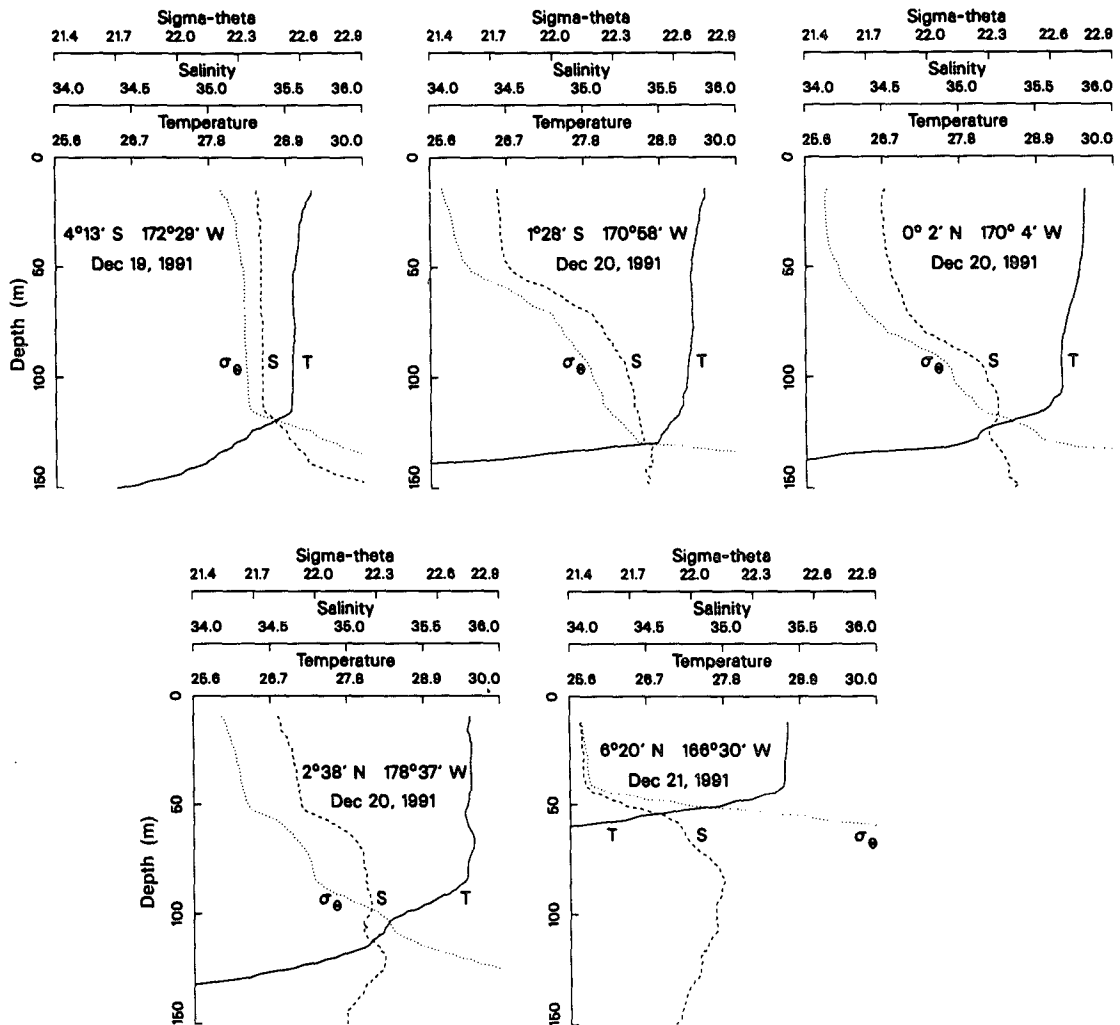 Sigma-theta
21.4 21.7 22.0 22.3 22.6 22.9
Salinity
34.0 34.5 35.0 35.5 36.0
Temperature
25.6 26.7 27.8 28.9 30.0
0
50
100
150
Depth (m)
4°13' S 172°29' W
Dec 19, 1991
σθ S T
Sigma-theta
21.4 21.7 22.0 22.3 22.6 22.9
Salinity
34.0 34.5 35.0 35.5 36.0
Temperature
25.6 26.7 27.8 28.9 30.0
1°28' S 170°58' W
Dec 20, 1991
σθ S T
Sigma-theta
21.4 21.7 22.0 22.3 22.6 22.9
Salinity
34.0 34.5 35.0 35.5 36.0
Temperature
25.6 26.7 27.8 28.9 30.0
0° 2' N 170° 4' W
Dec 20, 1991
σθ S T
Sigma-theta
21.4 21.7 22.0 22.3 22.6 22.9
Salinity
34.0 34.5 35.0 35.5 36.0
Temperature
25.6 26.7 27.8 28.9 30.0
0
50
100
150
Depth (m)
2°38' N 178°37' W
Dec 20, 1991
σθ S T
Sigma-theta
21.4 21.7 22.0 22.3 22.6 22.9
Salinity
34.0 34.5 35.0 35.5 36.0
Temperature
25.6 26.7 27.8 28.9 30.0
0
50
100
150
6°20' N 166°30' W
Dec 21, 1991
T S σθ